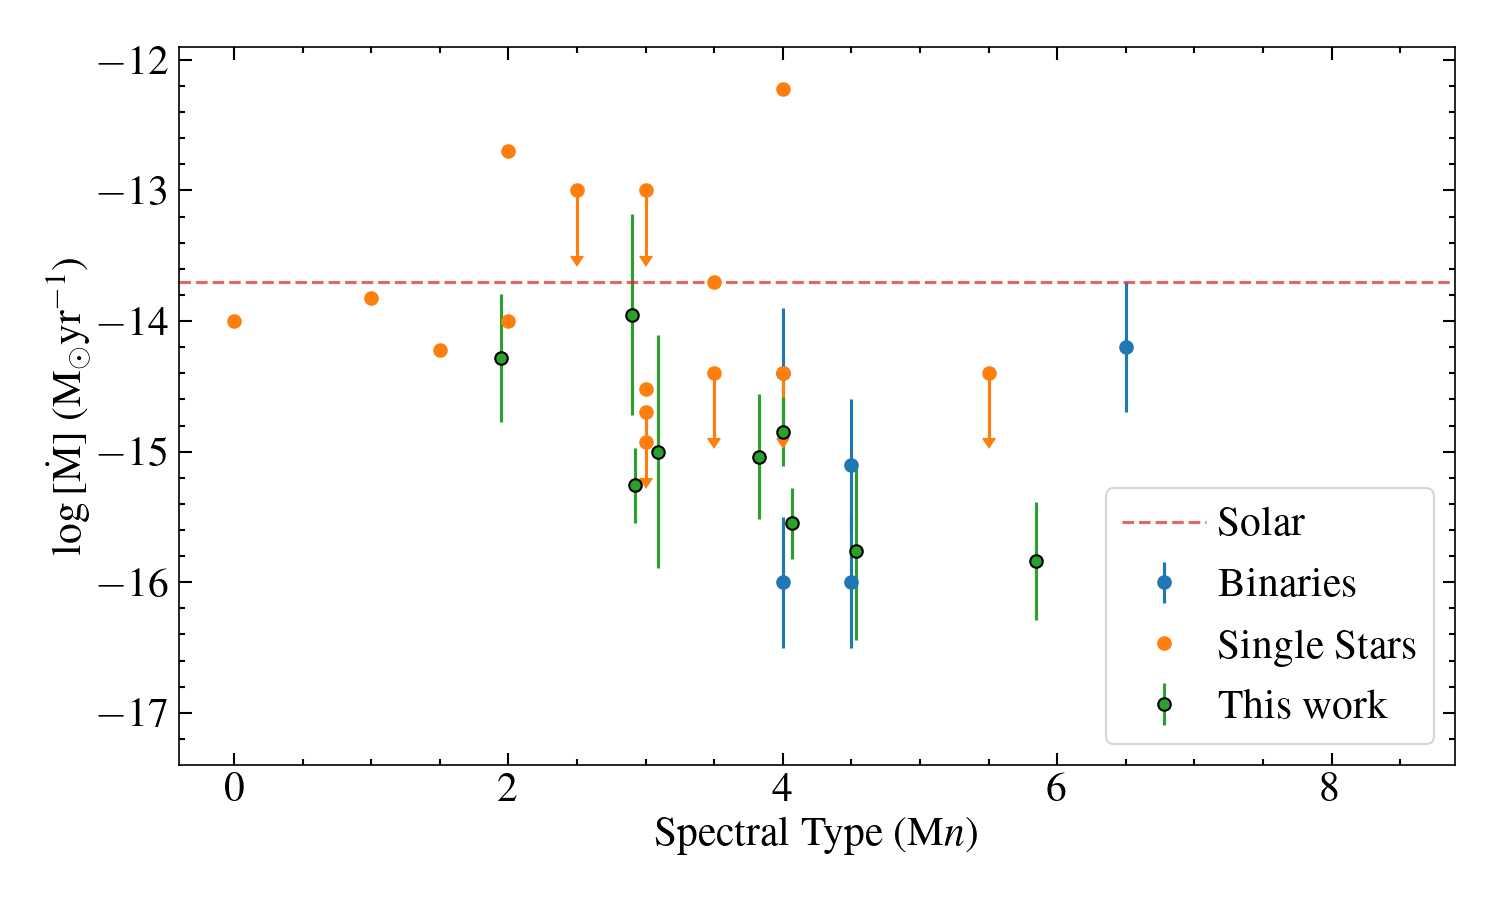 −12
−13
−14
−15
−16
−17
log [Ṁ] (M⊙yr⁻¹)
0 2 4 6 8
Spectral Type (Mn)
Solar
Binaries
Single Stars
This work